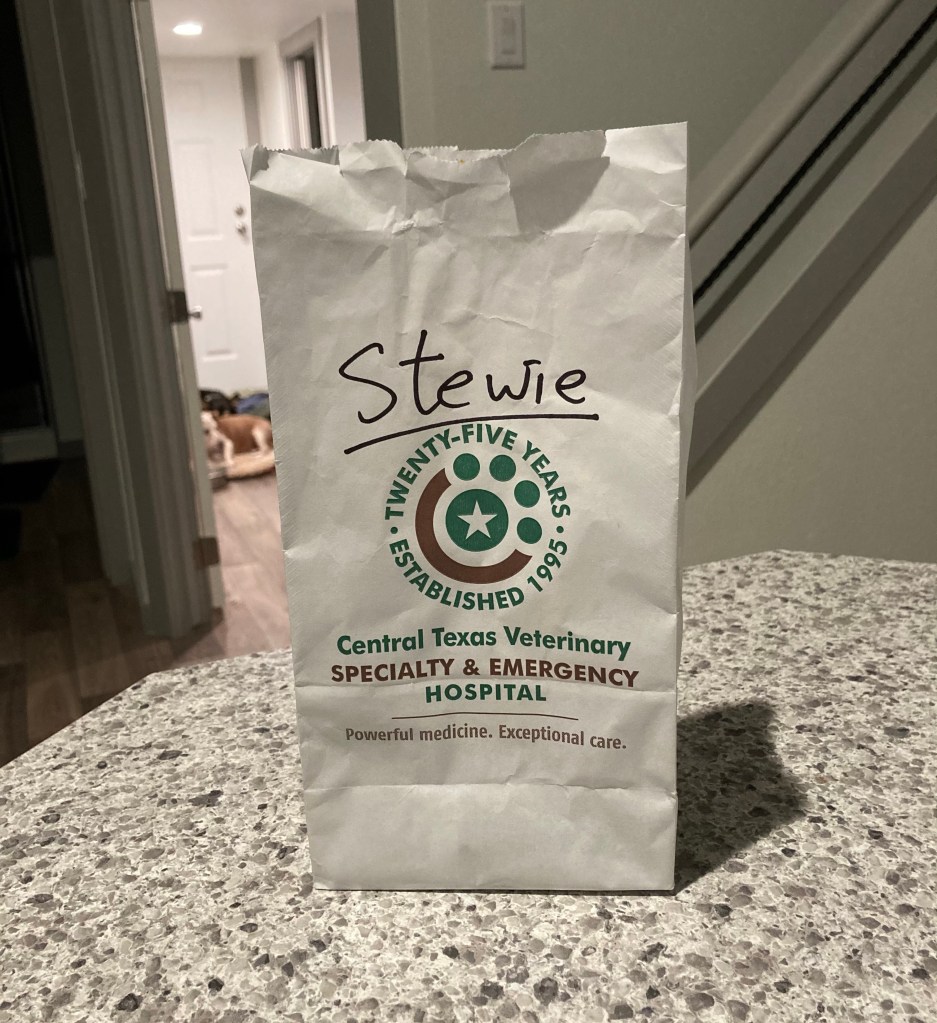 Stewie
TWENTY-FIVE YEARS
• ESTABLISHED 1995 •
Central Texas Veterinary
SPECIALTY & EMERGENCY
HOSPITAL
Powerful medicine. Exceptional care.